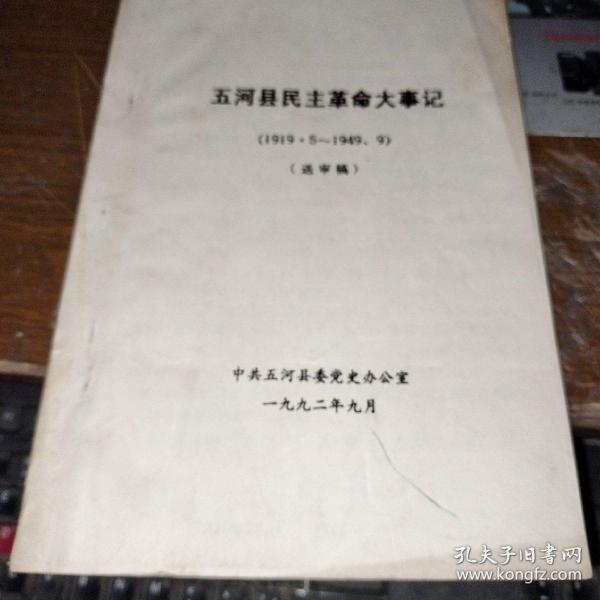 五河县民主革命大事记
(1919·5～1949、9)
(送审稿)
中共五河县委党史办公室
一九九二年九月
孔夫子旧书网
www.kongfz.com